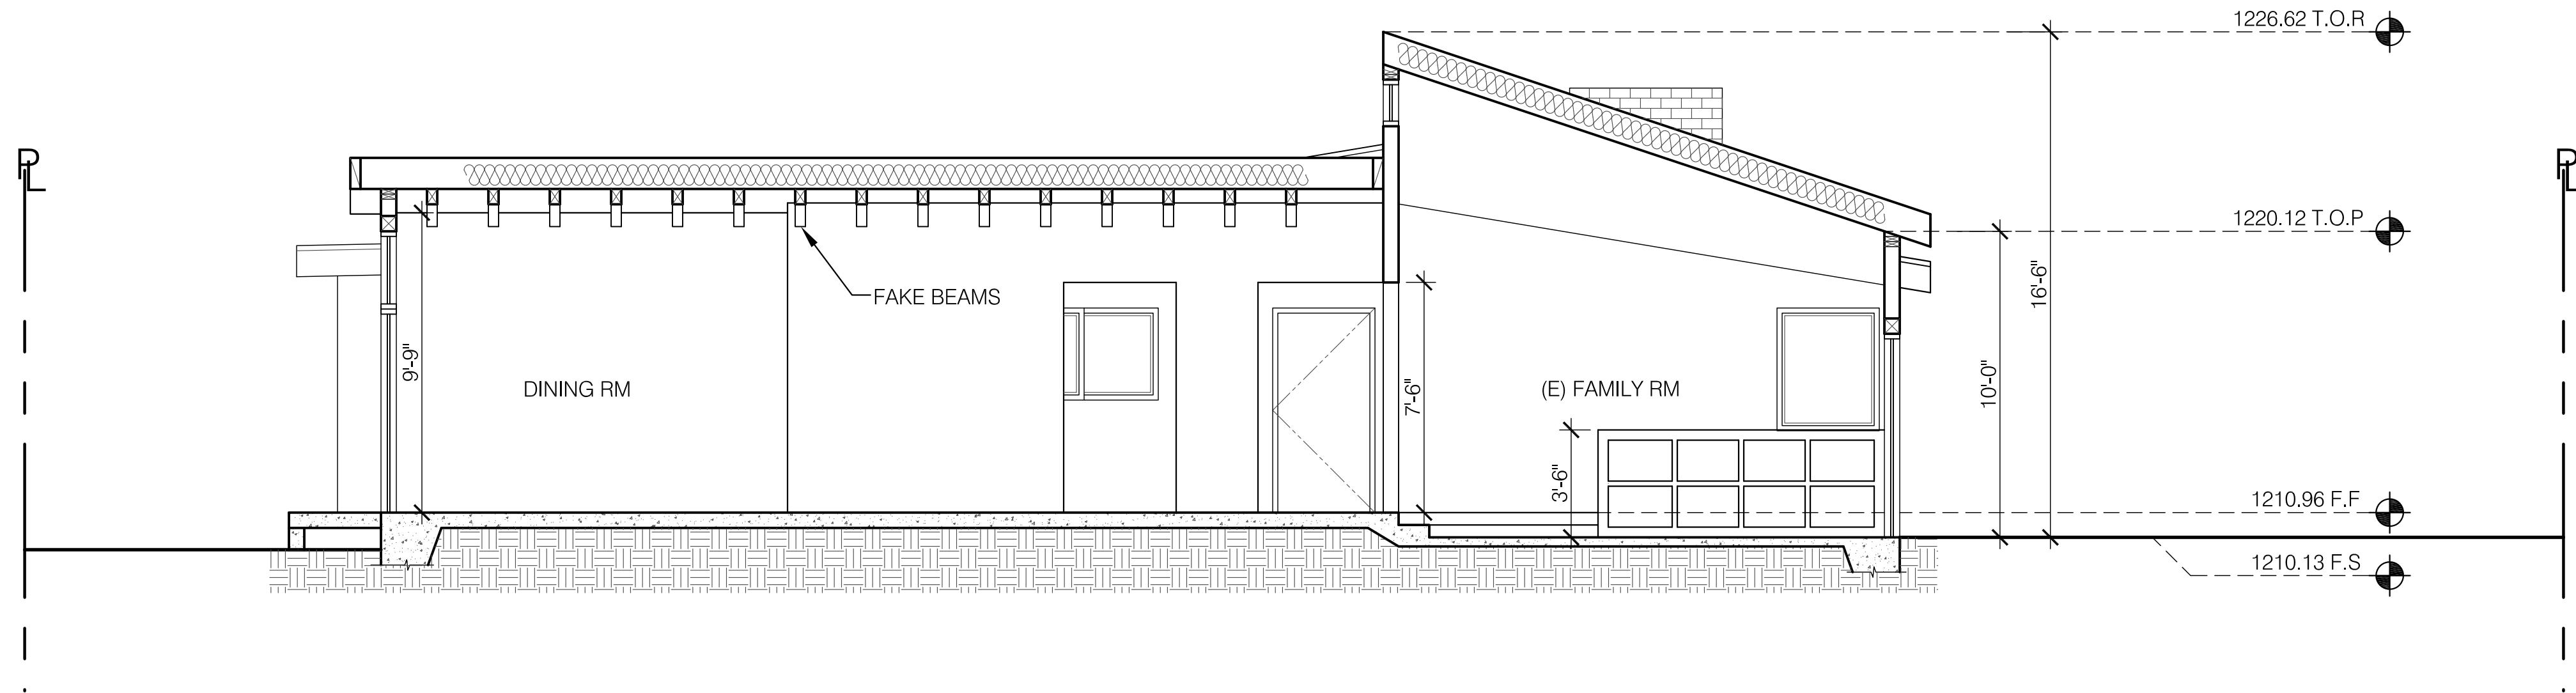 1226.62 T.O.R
PL
PL
1220.12 T.O.P
16'-6"
FAKE BEAMS
9'-9"
DINING RM
7'-6"
(E) FAMILY RM
10'-0"
3'-6"
1210.96 F.F
1210.13 F.S